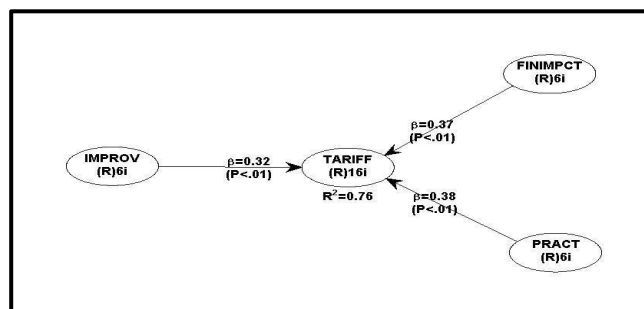 FINIMPCT
(R)6i
β=0.37
(P<.01)
IMPROV
(R)6i
β=0.32
(P<.01)
TARIFF
(R)16i
R²=0.76
β=0.38
(P<.01)
PRACT
(R)6i